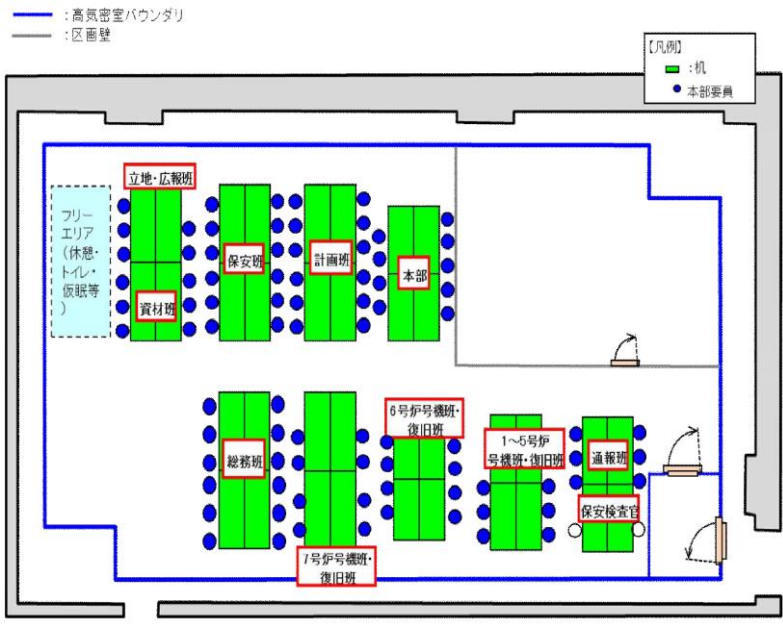 ：高気密室バウンダリ
：区画壁
【凡例】
：机
本部要員
立地・広報班
フリー
エリア
（休憩・
トイレ・
仮眠等
）
資材班
保安班
計画班
本部
総務班
7号炉号機班・
復旧班
6号炉号機班・
復旧班
1～5号炉
号機班・復旧班
通報班
保安検査官